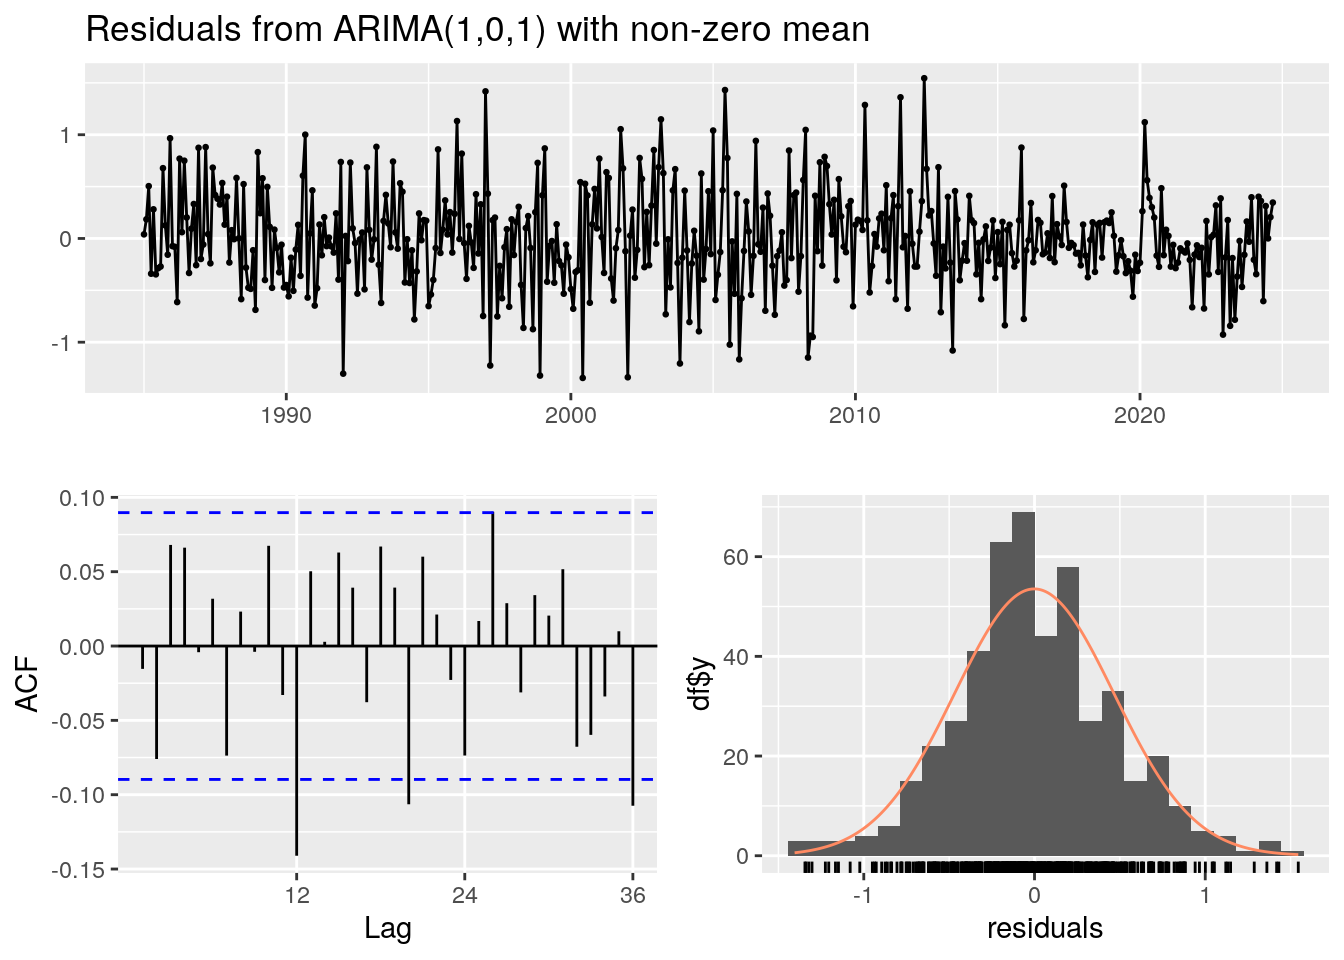 Residuals from ARIMA(1,0,1) with non-zero mean
1
0
-1
1990 2000 2010 2020
0.10
0.05
0.00
-0.05
-0.10
-0.15
ACF
12 24 36
Lag
60
40
20
0
df$y
-1 0 1
residuals